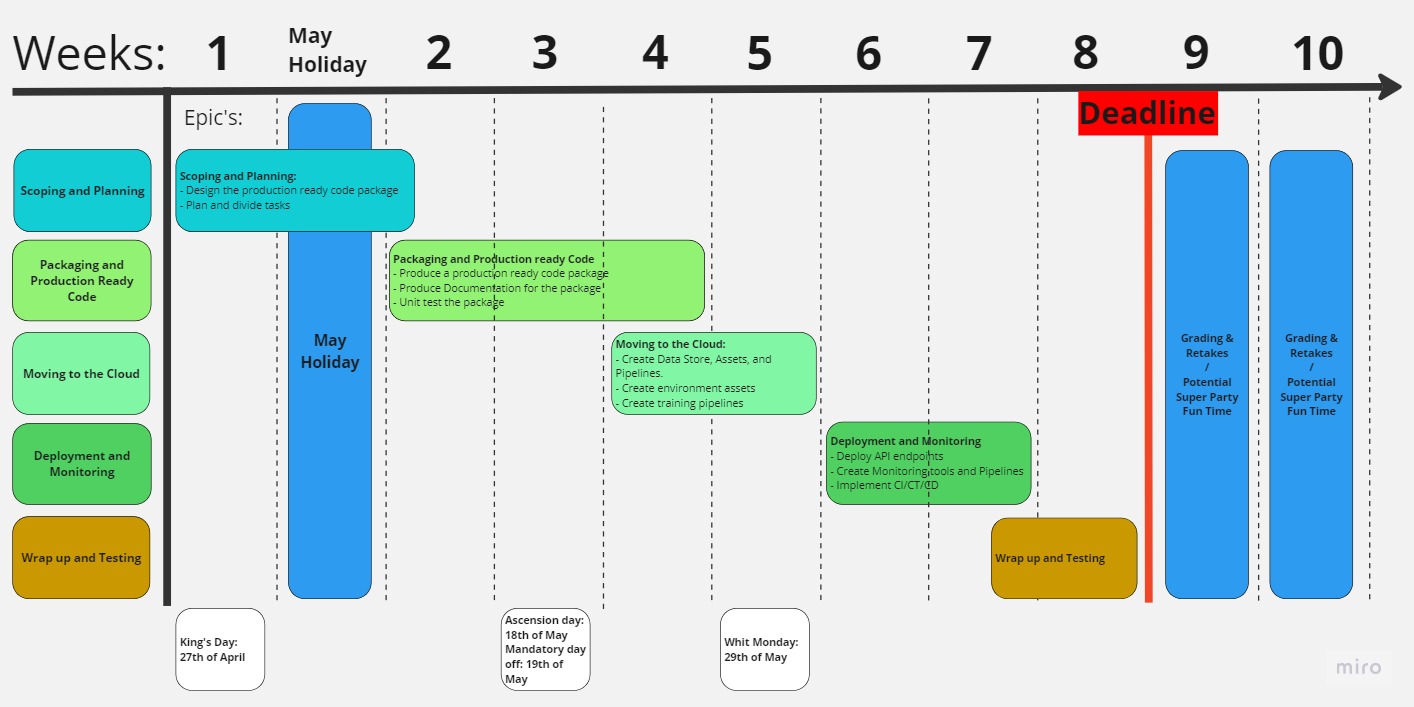 Weeks:
1
May
Holiday
2
3
4
5
6
7
8
9
10
Epic's:
Deadline
Scoping and Planning
Scoping and Planning:
- Design the production ready code package
- Plan and divide tasks
Packaging and
Production Ready
Code
Packaging and Production ready Code
- Produce a production ready code package
- Produce Documentation for the package
- Unit test the package
May
Holiday
Moving to the Cloud
Moving to the Cloud:
- Create Data Store, Assets, and
Pipelines.
- Create environment assets
- Create training pipelines
Grading &
Retakes
/
Potential
Super Party
Fun Time
Grading &
Retakes
/
Potential
Super Party
Fun Time
Deployment and
Monitoring
Deployment and Monitoring
- Deploy API endpoints
- Create Monitoring tools and Pipelines
- Implement CI/CT/CD
Wrap up and Testing
Wrap up and Testing
King's Day:
27th of April
Ascension day:
18th of May
Mandatory day
off: 19th of
May
Whit Monday:
29th of May
miro